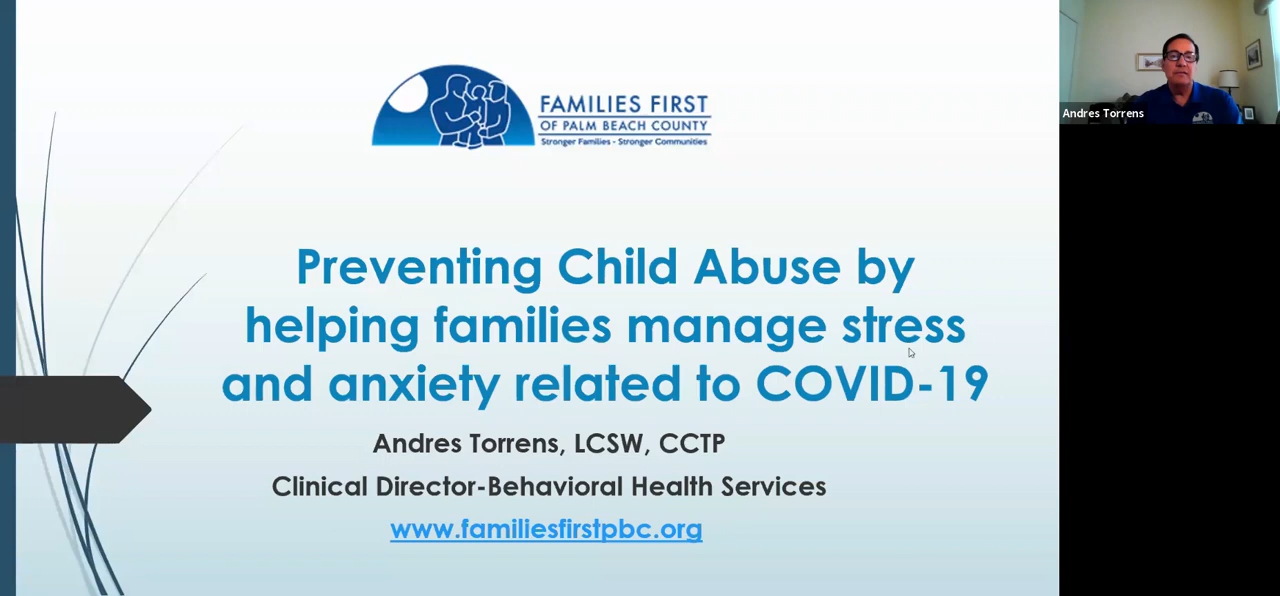 FAMILIES FIRST
OF PALM BEACH COUNTY
Stronger Families - Stronger Communities
Andres Torrens
Preventing Child Abuse by
helping families manage stress
and anxiety related to COVID-19
Andres Torrens, LCSW, CCTP
Clinical Director-Behavioral Health Services
www.familiesfirstpbc.org